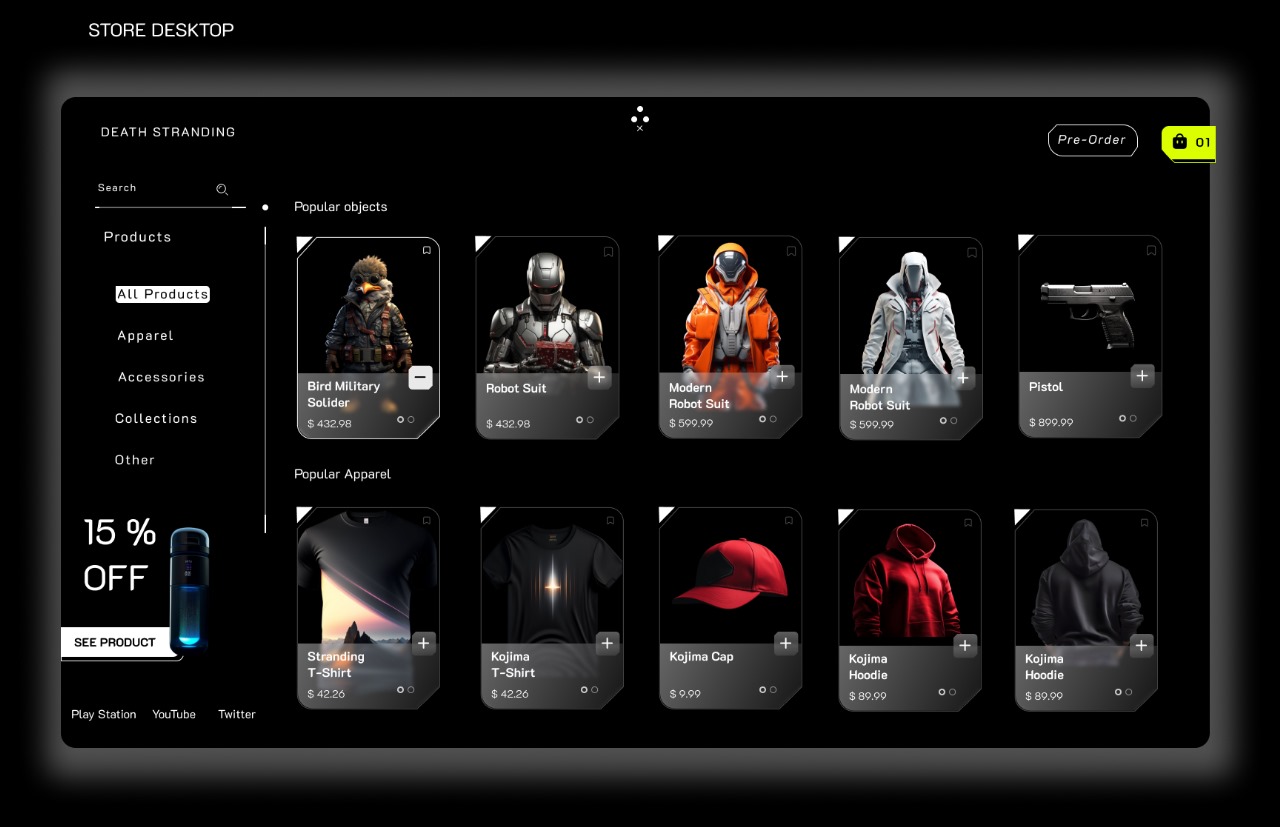 STORE DESKTOP
DEATH STRANDING
Pre-Order
01
Search
Products
All Products
Apparel
Accessories
Collections
Other
15 %
OFF
SEE PRODUCT
Play Station
YouTube
Twitter
Popular objects
Bird Military
Solider
$ 432.98
Robot Suit
$ 432.98
Modern
Robot Suit
$ 599.99
Modern
Robot Suit
$ 599.99
Pistol
$ 899.99
Popular Apparel
Stranding
T-Shirt
$ 42.26
Kojima
T-Shirt
$ 42.26
Kojima Cap
$ 9.99
Kojima
Hoodie
$ 89.99
Kojima
Hoodie
$ 89.99